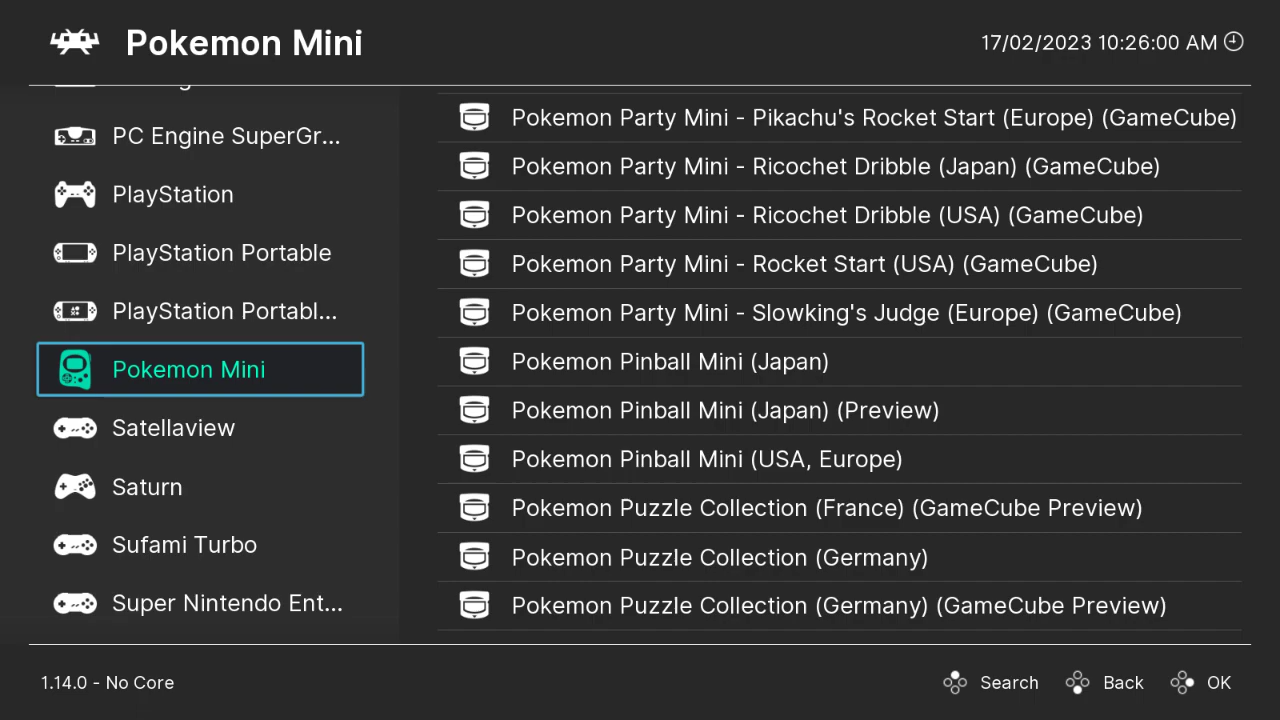 Pokemon Mini
17/02/2023 10:26:00 AM
PC Engine SuperGr...
PlayStation
PlayStation Portable
PlayStation Portabl...
Pokemon Mini
Satellaview
Saturn
Sufami Turbo
Super Nintendo Ent...
Pokemon Party Mini - Pikachu's Rocket Start (Europe) (GameCube)
Pokemon Party Mini - Ricochet Dribble (Japan) (GameCube)
Pokemon Party Mini - Ricochet Dribble (USA) (GameCube)
Pokemon Party Mini - Rocket Start (USA) (GameCube)
Pokemon Party Mini - Slowking's Judge (Europe) (GameCube)
Pokemon Pinball Mini (Japan)
Pokemon Pinball Mini (Japan) (Preview)
Pokemon Pinball Mini (USA, Europe)
Pokemon Puzzle Collection (France) (GameCube Preview)
Pokemon Puzzle Collection (Germany)
Pokemon Puzzle Collection (Germany) (GameCube Preview)
1.14.0 - No Core
Search
Back
OK